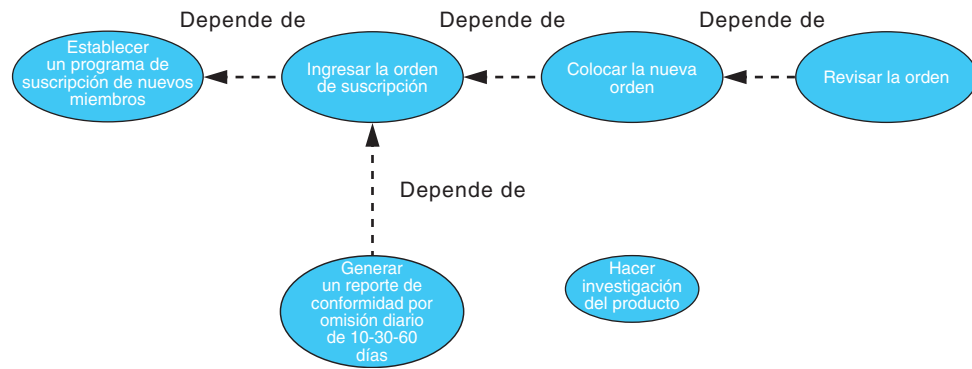 Depende de
Depende de
Depende de
Establecer
un programa de
suscripción de nuevos
miembros
Ingresar la orden
de suscripción
Colocar la nueva
orden
Revisar la orden
Depende de
Generar
un reporte de
conformidad por
omisión diario
de 10-30-60
días
Hacer
investigación
del producto